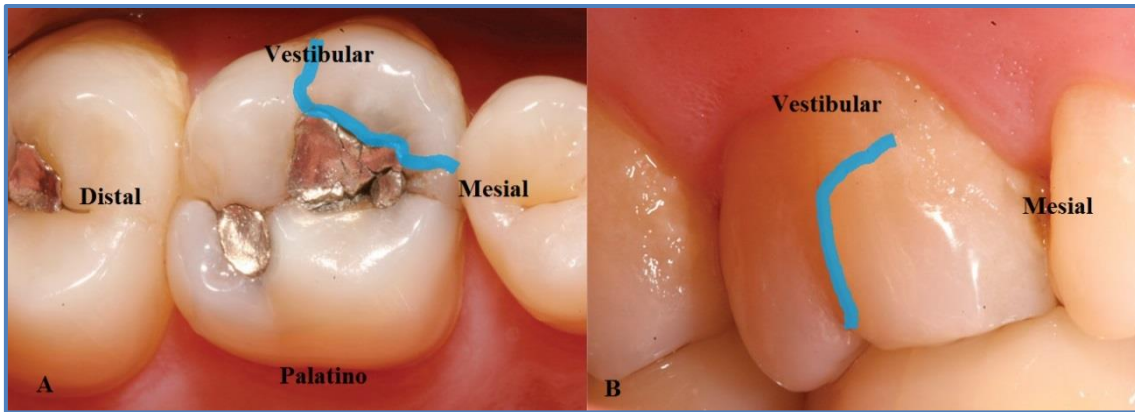 Vestibular
Distal
Mesial
Palatino
A
Vestibular
Mesial
B